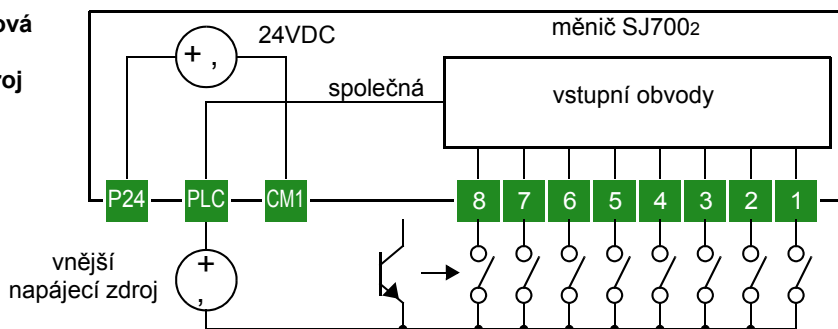 ová
roj
24VDC
měnič SJ7002
+ ,
společná
vstupní obvody
P24 PLC CM1 8 7 6 5 4 3 2 1
vnější
napájecí zdroj
+
,